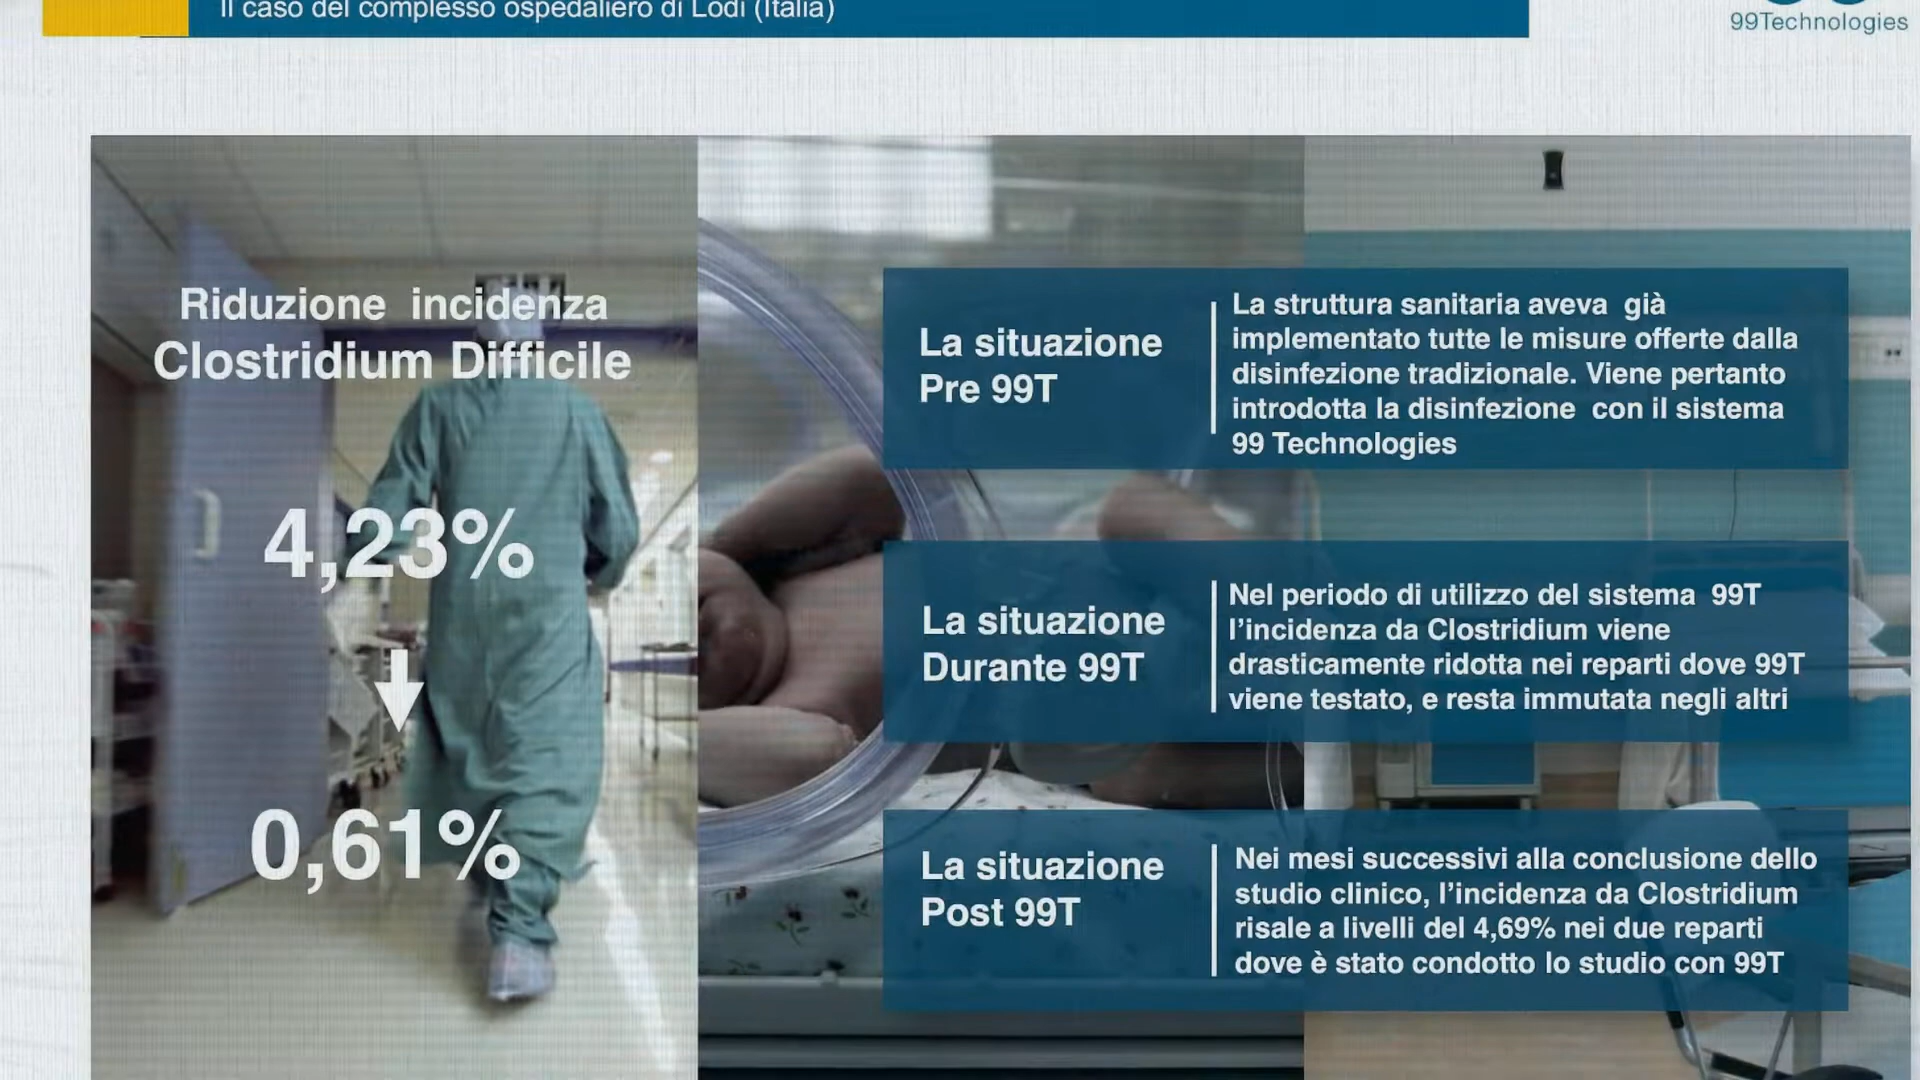 Il caso del complesso ospedaliero di Lodi (Italia)
99Technologies
Riduzione incidenza
Clostridium Difficile
4,23%
0,61%
La situazione
Pre 99T
La struttura sanitaria aveva già
implementato tutte le misure offerte dalla
disinfezione tradizionale. Viene pertanto
introdotta la disinfezione con il sistema
99 Technologies
La situazione
Durante 99T
Nel periodo di utilizzo del sistema 99T
l’incidenza da Clostridium viene
drasticamente ridotta nei reparti dove 99T
viene testato, e resta immutata negli altri
La situazione
Post 99T
Nei mesi successivi alla conclusione dello
studio clinico, l’incidenza da Clostridium
risale a livelli del 4,69% nei due reparti
dove è stato condotto lo studio con 99T